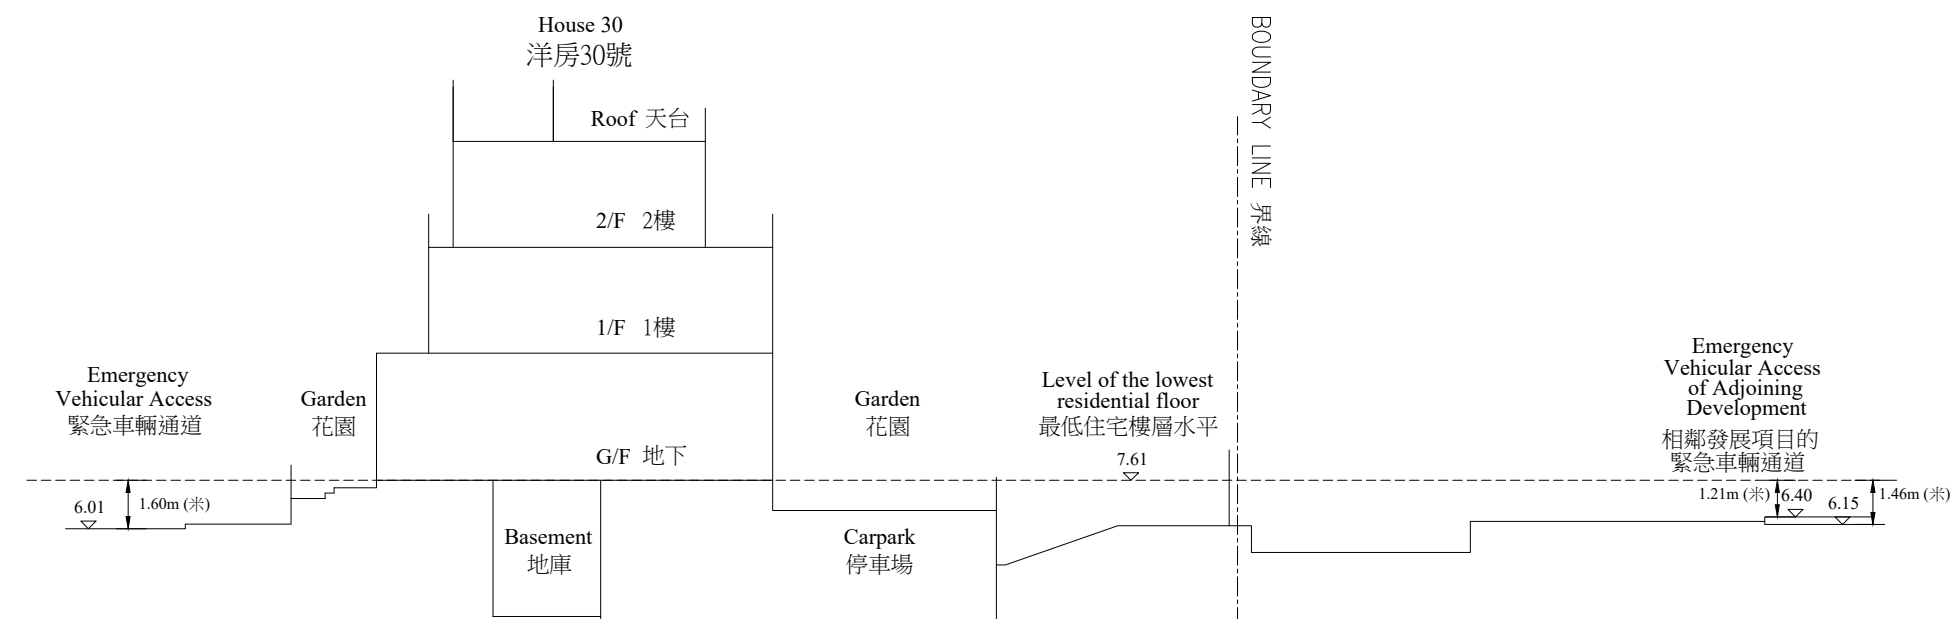 House 30
洋房30號
BOUNDARY LINE 界線
Roof 天台
2/F 2樓
1/F 1樓
Emergency
Vehicular Access
緊急車輛通道
Garden
花園
G/F 地下
Garden
花園
Level of the lowest
residential floor
最低住宅樓層水平
7.61
Emergency
Vehicular Access
of Adjoining
Development
相鄰發展項目的
緊急車輛通道
6.01
1.60m (米)
1.21m (米)
6.40
6.15
1.46m (米)
Basement
地庫
Carpark
停車場